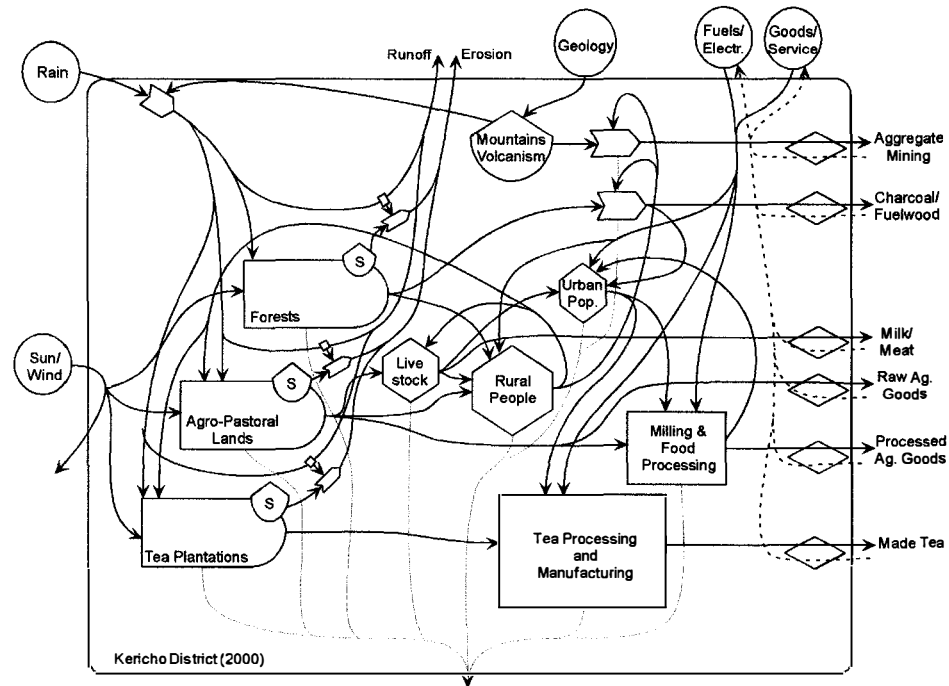 Rain
Runoff
Erosion
Geology
Fuels/
Electr.
Goods/
Service
Mountains
Volcanism
Aggregate
Mining
Charcoal/
Fuelwood
S
Forests
Urban
Pop.
Sun/
Wind
S
Live
stock
Rural
People
Milk/
Meat
Raw Ag.
Goods
Agro-Pastoral
Lands
Milling &
Food
Processing
Processed
Ag. Goods
S
Tea Plantations
Tea Processing
and
Manufacturing
Made Tea
Kericho District (2000)